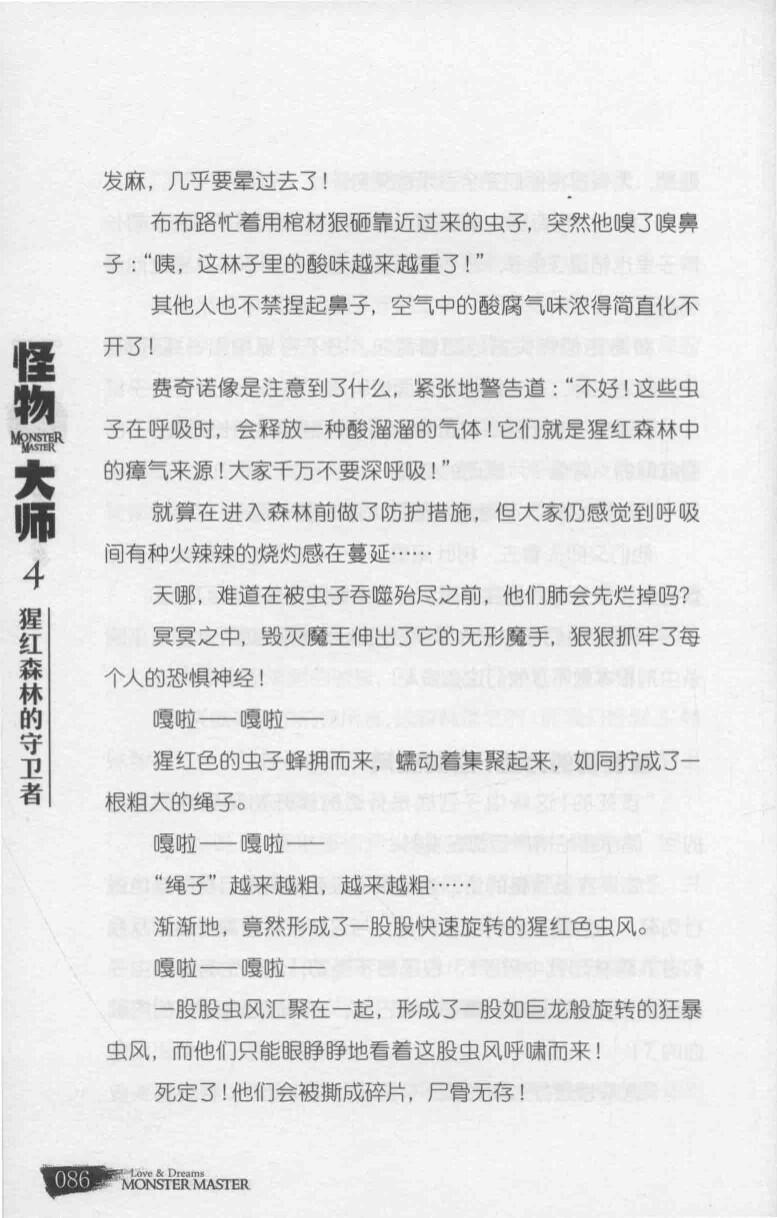 发麻，几乎要晕过去了！
布布路忙着用棺材狠砸靠近过来的虫子，突然他嗅了嗅鼻
子：“咦，这林子里的酸味越来越重了！”
其他人也不禁捏起鼻子，空气中的酸腐气味浓得简直化不
开了！
费奇诺像是注意到了什么，紧张地警告道：“不好！这些虫
子在呼吸时，会释放一种酸溜溜的气体！它们就是猩红森林中
的瘴气来源！大家千万不要深呼吸！”
就算在进入森林前做了防护措施，但大家仍感觉到呼吸
间有种火辣辣的烧灼感在蔓延……
天哪，难道在被虫子吞噬殆尽之前，他们肺会先烂掉吗？
冥冥之中，毁灭魔王伸出了它的无形魔手，狠狠抓牢了每
个人的恐惧神经！
嘎啦——嘎啦——
猩红色的虫子蜂拥而来，蠕动着集聚起来，如同拧成了一
根粗大的绳子。
嘎啦——嘎啦——
“绳子”越来越粗，越来越粗……
渐渐地，竟然形成了一股股快速旋转的猩红色虫风。
嘎啦——嘎啦——
一股股虫风汇聚在一起，形成了一股如巨龙般旋转的狂暴
虫风，而他们只能眼睁睁地看着这股虫风呼啸而来！
死定了！他们会被撕成碎片，尸骨无存！
怪物
MONSTER
MASTER
大师
4
猩红森林的守卫者
086
Love & Dreams
MONSTER MASTER